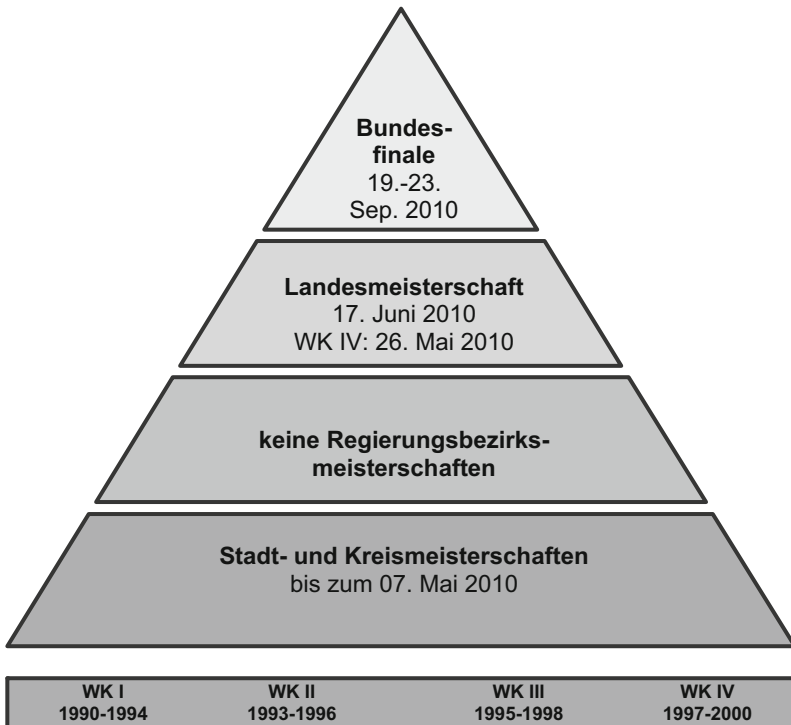 Bundes-
finale
19.-23.
Sep. 2010
Landesmeisterschaft
17. Juni 2010
WK IV: 26. Mai 2010
keine Regierungsbezirks-
meisterschaften
Stadt- und Kreismeisterschaften
bis zum 07. Mai 2010
WK I WK II WK III WK IV
1990-1994 1993-1996 1995-1998 1997-2000